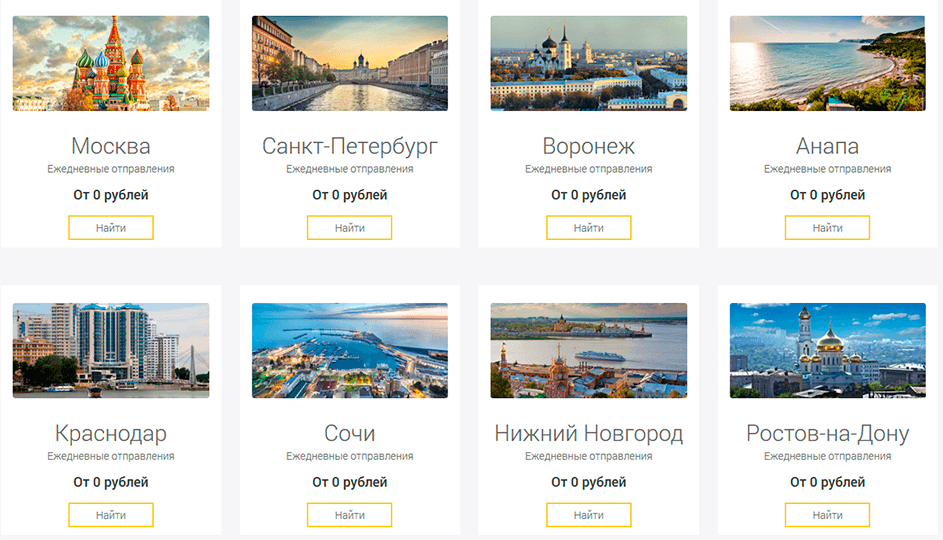 Москва
Санкт-Петербург
Воронеж
Анапа
Ежедневные отправления
Ежедневные отправления
Ежедневные отправления
Ежедневные отправления
От 0 рублей
От 0 рублей
От 0 рублей
От 0 рублей
Найти
Найти
Найти
Найти
Краснодар
Сочи
Нижний Новгород
Ростов-на-Дону
Ежедневные отправления
Ежедневные отправления
Ежедневные отправления
Ежедневные отправления
От 0 рублей
От 0 рублей
От 0 рублей
От 0 рублей
Найти
Найти
Найти
Найти